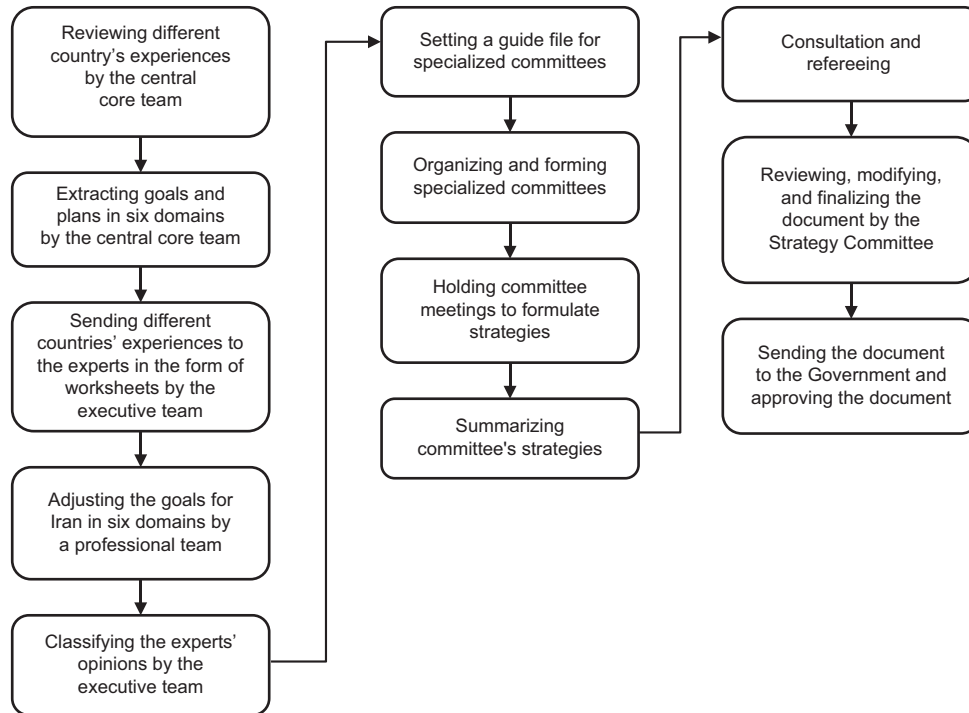 Reviewing different
country's experiences
by the central
core team
Extracting goals and
plans in six domains
by the central core team
Sending different
countries' experiences to
the experts in the form of
worksheets by the
executive team
Adjusting the goals for
Iran in six domains by
a professional team
Classifying the experts'
opinions by the
executive team
Setting a guide file for
specialized committees
Organizing and forming
specialized committees
Holding committee
meetings to formulate
strategies
Summarizing
committee's strategies
Consultation and
refereeing
Reviewing, modifying,
and finalizing the
document by the
Strategy Committee
Sending the document
to the Government and
approving the document